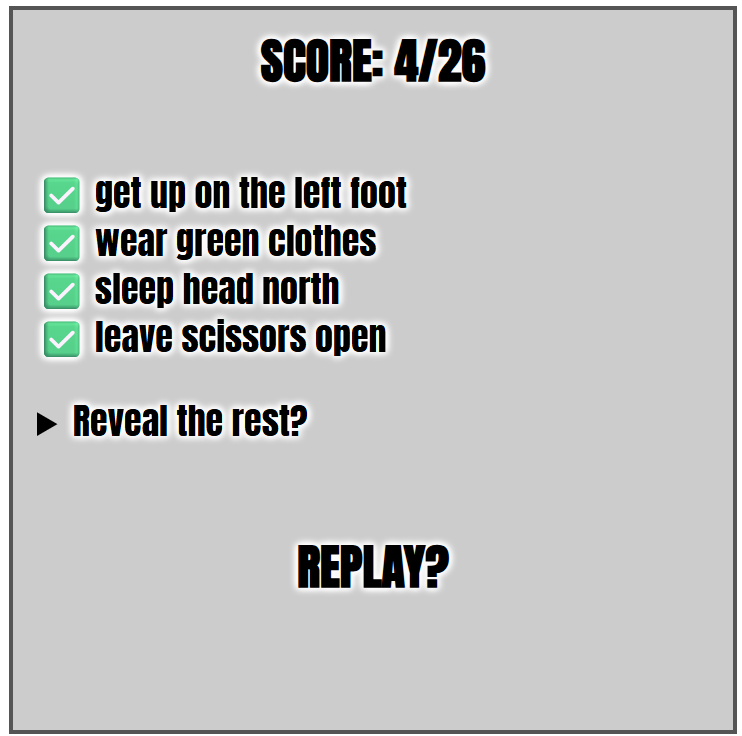 SCORE: 4/26
✅ get up on the left foot
✅ wear green clothes
✅ sleep head north
✅ leave scissors open
▶ Reveal the rest?
REPLAY?